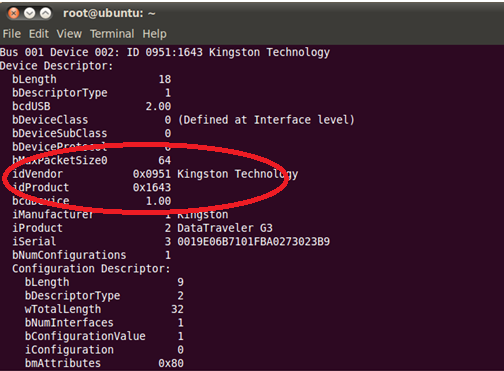 root@ubuntu: ~
File Edit View Terminal Help
Bus 001 Device 002: ID 0951:1643 Kingston Technology
Device Descriptor:
bLength 18
bDescriptorType 1
bcdUSB 2.00
bDeviceClass 0 (Defined at Interface level)
bDeviceSubClass 0
bDeviceProtocol 0
bMaxPacketSize0 64
idVendor 0x0951 Kingston Technology
idProduct 0x1643
bcdDevice 1.00
iManufacturer 1 Kingston
iProduct 2 DataTraveler G3
iSerial 3 0019E06B7101FBA0273023B9
bNumConfigurations 1
Configuration Descriptor:
bLength 9
bDescriptorType 2
wTotalLength 32
bNumInterfaces 1
bConfigurationValue 1
iConfiguration 0
bmAttributes 0x80